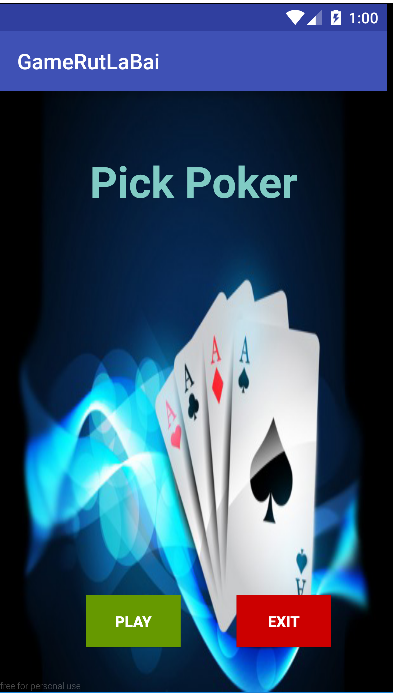 1:00
GameRutLaBai
Pick Poker
A
A
A
A
A
PLAY
EXIT
free for personal use